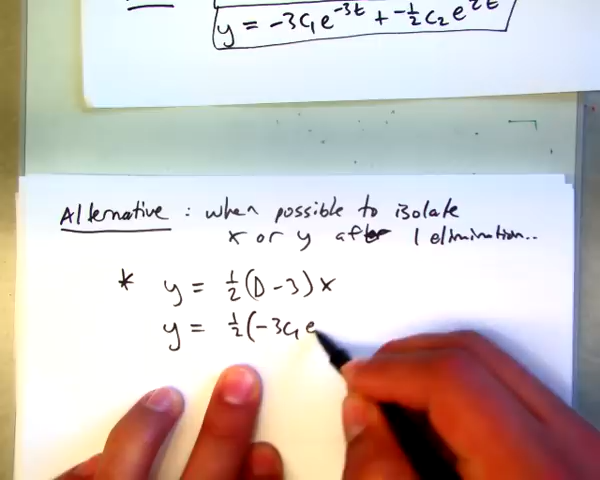 y = -3c₁e^-3t + -½c₂e^2t
Alternative : when possible to isolate
x or y after 1 elimination..
* y = ½(D-3)x
y = ½(-3c₁e